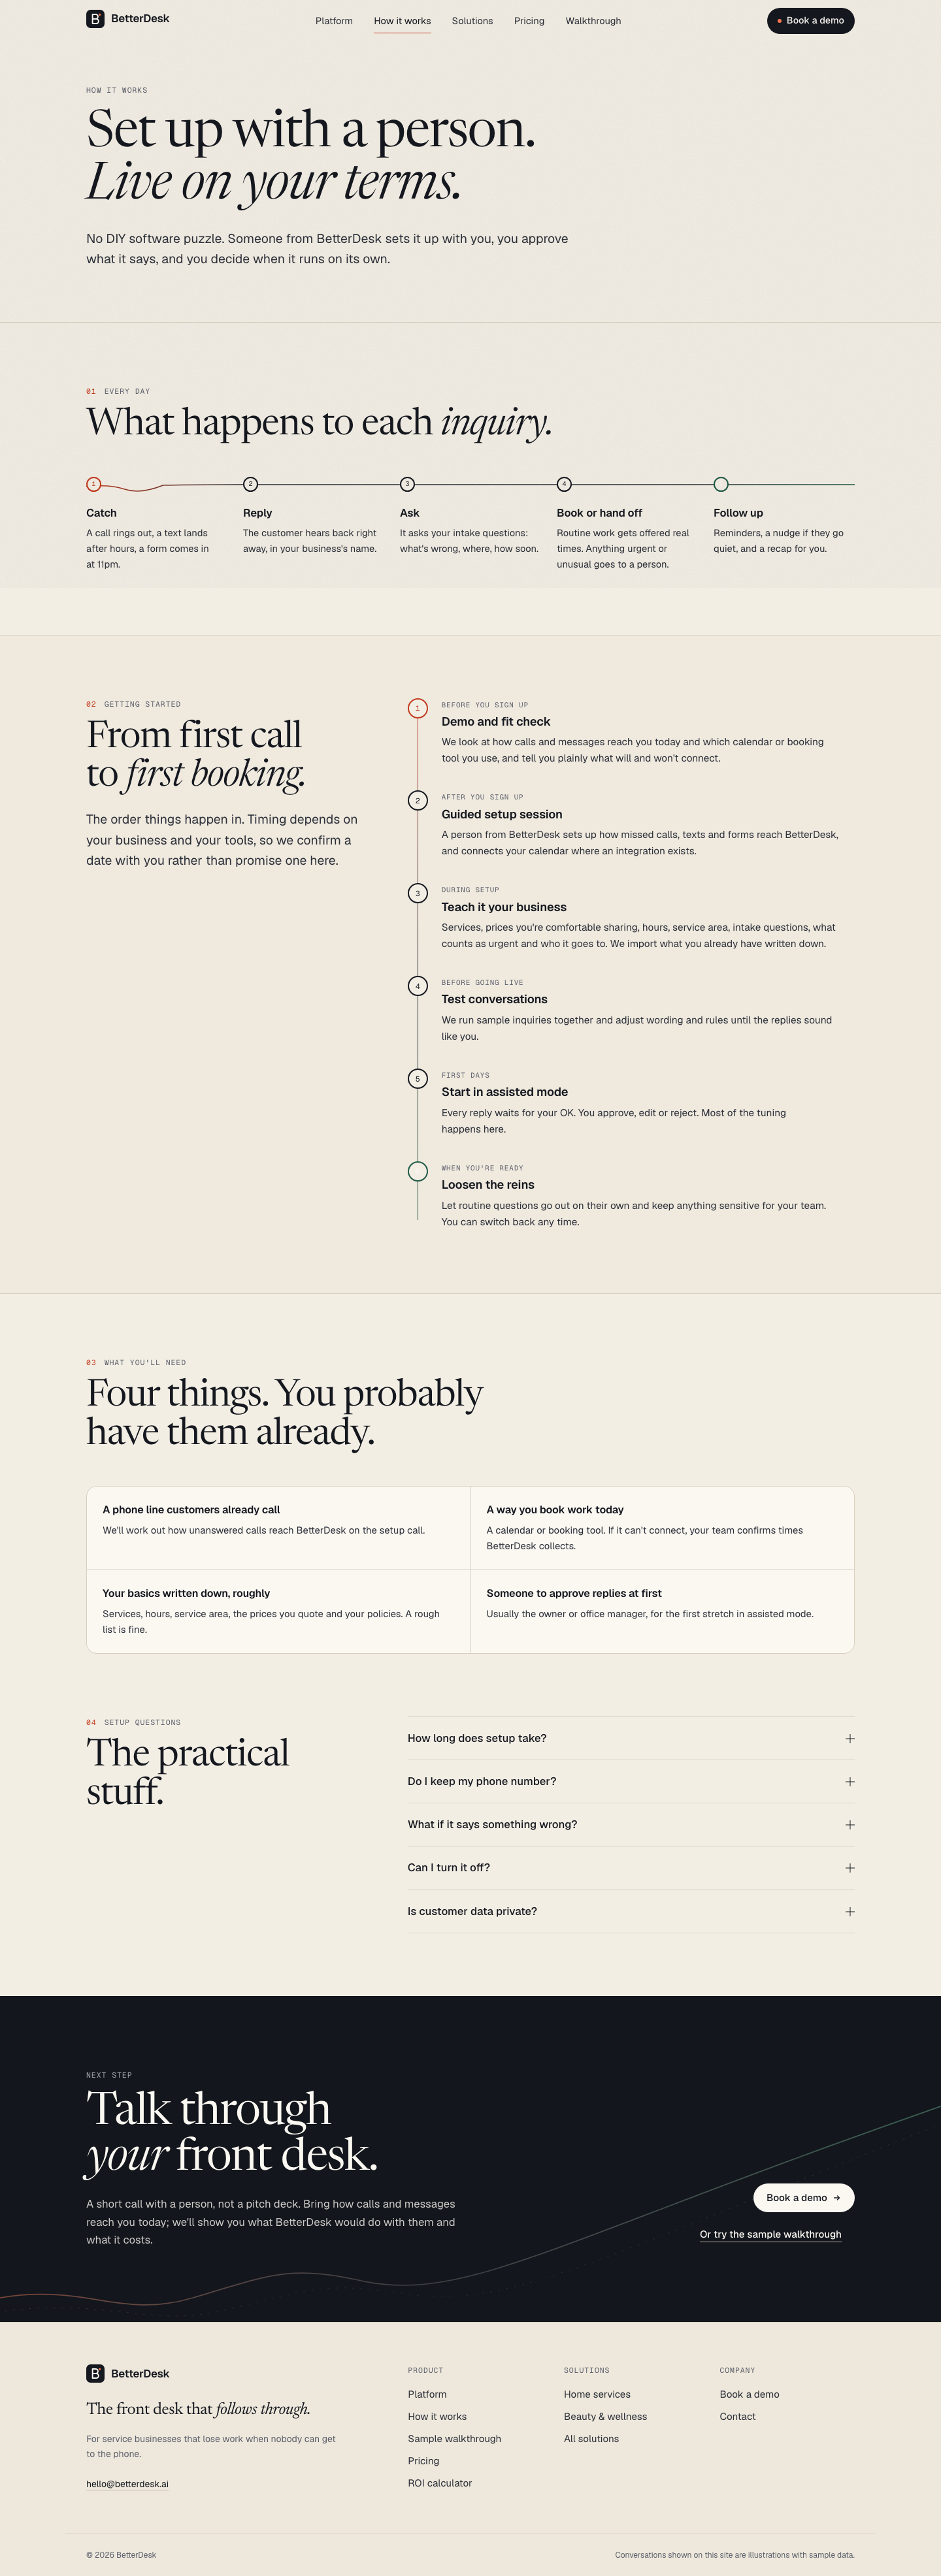 BetterDesk
Platform
How it works
Solutions
Pricing
Walkthrough
Book a demo
HOW IT WORKS
Set up with a person.
Live on your terms.
No DIY software puzzle. Someone from BetterDesk sets it up with you, you approve
what it says, and you decide when it runs on its own.
01 EVERY DAY
What happens to each inquiry.
1
Catch
A call rings out, a text lands
after hours, a form comes in
at 11pm.
2
Reply
The customer hears back right
away, in your business's name.
3
Ask
It asks your intake questions:
what's wrong, where, how soon.
4
Book or hand off
Routine work gets offered real
times. Anything urgent or
unusual goes to a person.
Follow up
Reminders, a nudge if they go
quiet, and a recap for you.
02 GETTING STARTED
From first call
to first booking.
The order things happen in. Timing depends on
your business and your tools, so we confirm a
date with you rather than promise one here.
1
BEFORE YOU SIGN UP
Demo and fit check
We look at how calls and messages reach you today and which calendar or booking
tool you use, and tell you plainly what will and won't connect.
2
AFTER YOU SIGN UP
Guided setup session
A person from BetterDesk sets up how missed calls, texts and forms reach BetterDesk,
and connects your calendar where an integration exists.
3
DURING SETUP
Teach it your business
Services, prices you're comfortable sharing, hours, service area, intake questions, what
counts as urgent and who it goes to. We import what you already have written down.
4
BEFORE GOING LIVE
Test conversations
We run sample inquiries together and adjust wording and rules until the replies sound
like you.
5
FIRST DAYS
Start in assisted mode
Every reply waits for your OK. You approve, edit or reject. Most of the tuning
happens here.
WHEN YOU'RE READY
Loosen the reins
Let routine questions go out on their own and keep anything sensitive for your team.
You can switch back any time.
03 WHAT YOU'LL NEED
Four things. You probably
have them already.
A phone line customers already call
We'll work out how unanswered calls reach BetterDesk on the setup call.
A way you book work today
A calendar or booking tool. If it can't connect, your team confirms times
BetterDesk collects.
Your basics written down, roughly
Services, hours, service area, the prices you quote and your policies. A rough
list is fine.
Someone to approve replies at first
Usually the owner or office manager, for the first stretch in assisted mode.
04 SETUP QUESTIONS
The practical
stuff.
How long does setup take?
Do I keep my phone number?
What if it says something wrong?
Can I turn it off?
Is customer data private?
NEXT STEP
Talk through
your front desk.
A short call with a person, not a pitch deck. Bring how calls and messages
reach you today; we'll show you what BetterDesk would do with them and
what it costs.
Book a demo →
Or try the sample walkthrough
BetterDesk
The front desk that follows through.
For service businesses that lose work when nobody can get
to the phone.
hello@betterdesk.ai
PRODUCT
Platform
How it works
Sample walkthrough
Pricing
ROI calculator
SOLUTIONS
Home services
Beauty & wellness
All solutions
COMPANY
Book a demo
Contact
© 2026 BetterDesk
Conversations shown on this site are illustrations with sample data.